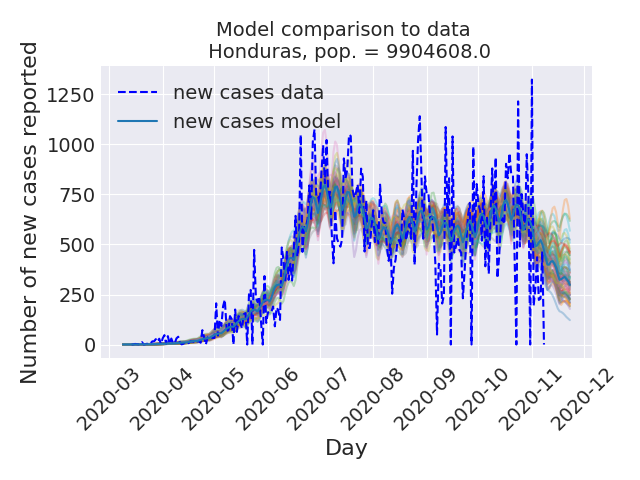 Model comparison to data
Honduras, pop. = 9904608.0
Number of new cases reported
1250
1000
750
500
250
0
new cases data
new cases model
2020-03
2020-04
2020-05
2020-06
2020-07
2020-08
2020-09
2020-10
2020-11
2020-12
Day